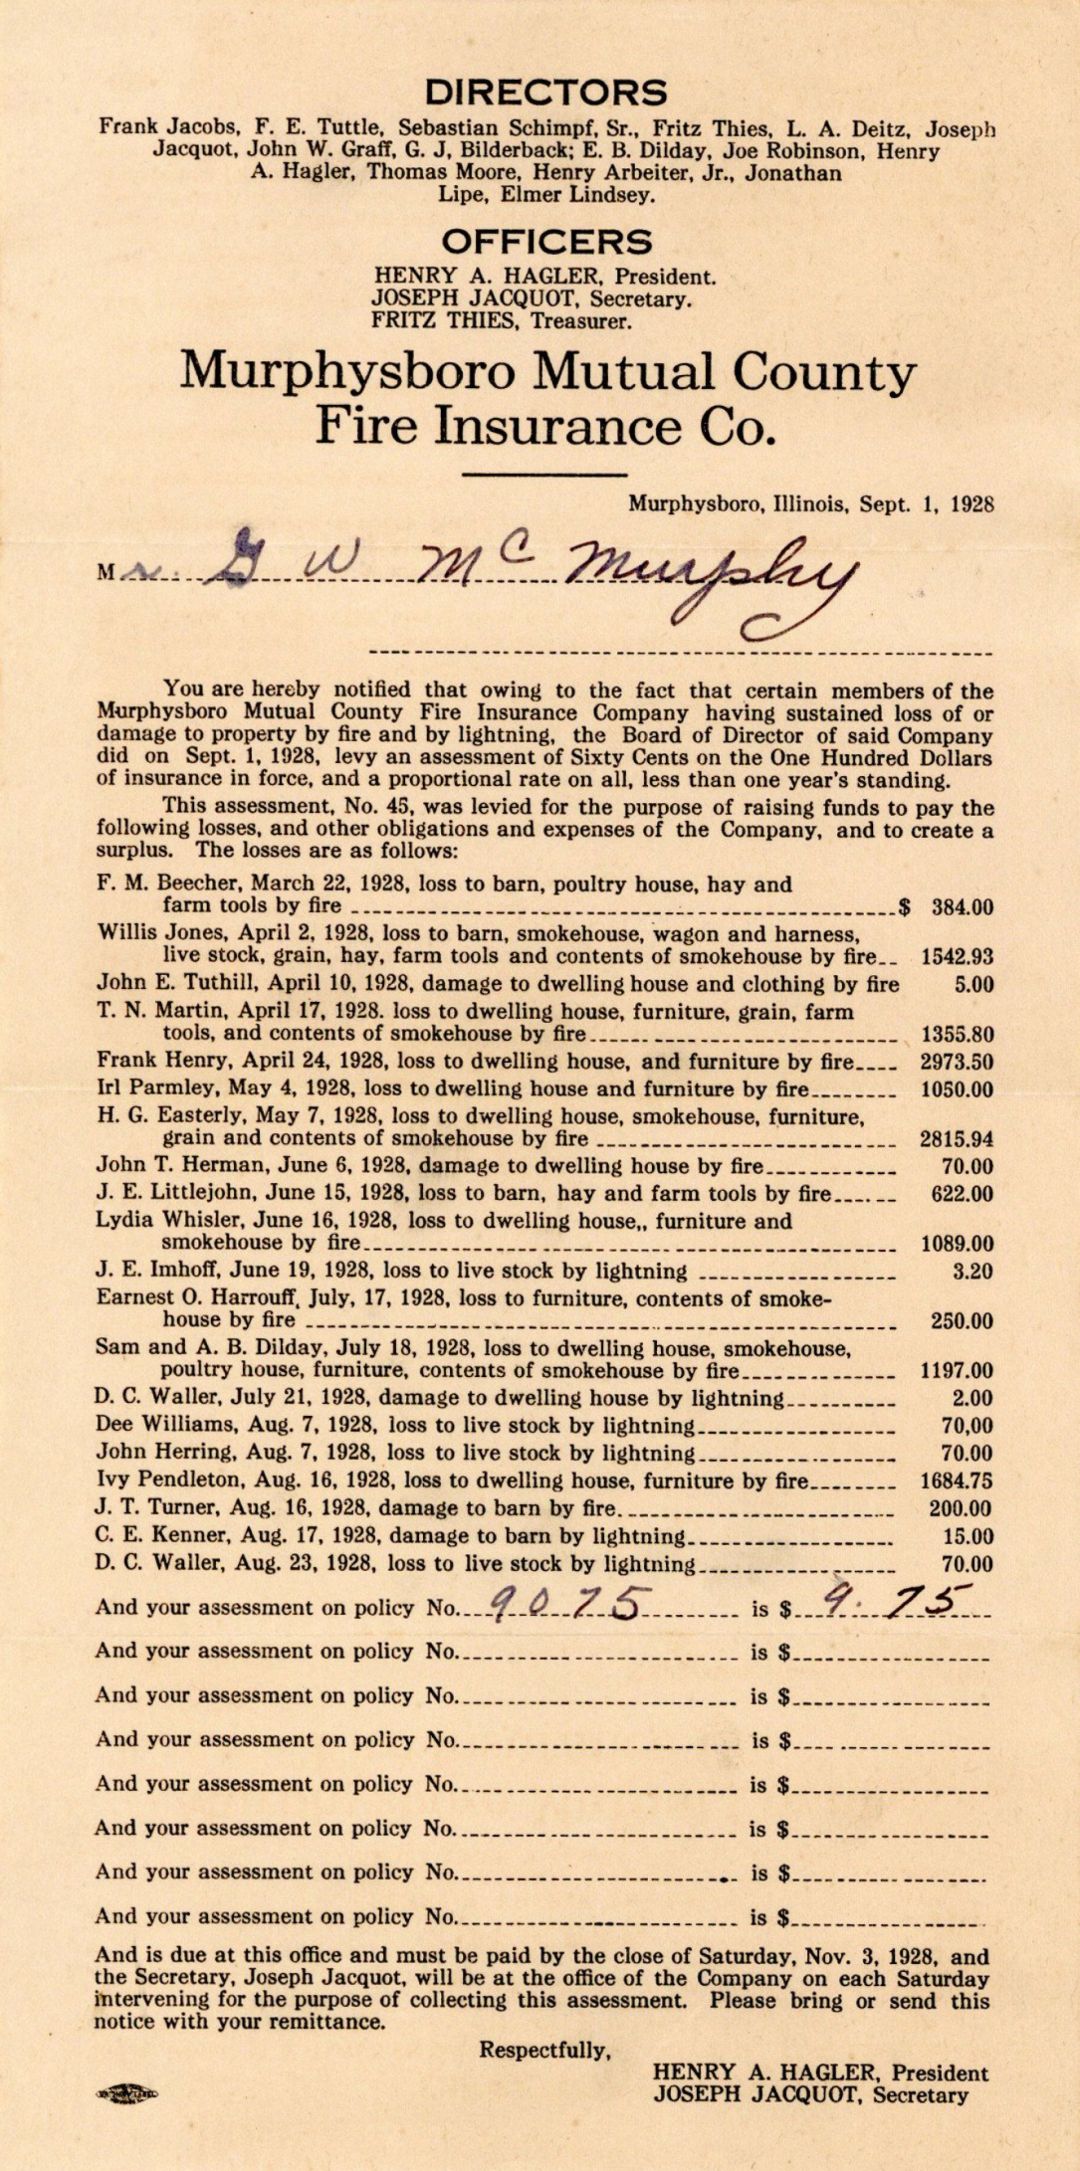 DIRECTORS
Frank Jacobs, F. E. Tuttle, Sebastian Schimpf, Sr., Fritz Thies, L. A. Deitz, Joseph
Jacquot, John W. Graff, G. J, Bilderback; E. B. Dilday, Joe Robinson, Henry
A. Hagler, Thomas Moore, Henry Arbeiter, Jr., Jonathan
Lipe, Elmer Lindsey.
OFFICERS
HENRY A. HAGLER, President.
JOSEPH JACQUOT, Secretary.
FRITZ THIES, Treasurer.
Murphysboro Mutual County
Fire Insurance Co.
Murphysboro, Illinois, Sept. 1, 1928
Mr. G W McMurphy
You are hereby notified that owing to the fact that certain members of the
Murphysboro Mutual County Fire Insurance Company having sustained loss of or
damage to property by fire and by lightning, the Board of Director of said Company
did on Sept. 1, 1928, levy an assessment of Sixty Cents on the One Hundred Dollars
of insurance in force, and a proportional rate on all, less than one year's standing.
This assessment, No. 45, was levied for the purpose of raising funds to pay the
following losses, and other obligations and expenses of the Company, and to create a
surplus. The losses are as follows:
F. M. Beecher, March 22, 1928, loss to barn, poultry house, hay and
farm tools by fire $ 384.00
Willis Jones, April 2, 1928, loss to barn, smokehouse, wagon and harness,
live stock, grain, hay, farm tools and contents of smokehouse by fire 1542.93
John E. Tuthill, April 10, 1928, damage to dwelling house and clothing by fire 5.00
T. N. Martin, April 17, 1928. loss to dwelling house, furniture, grain, farm
tools, and contents of smokehouse by fire 1355.80
Frank Henry, April 24, 1928, loss to dwelling house, and furniture by fire 2973.50
Irl Parmley, May 4, 1928, loss to dwelling house and furniture by fire 1050.00
H. G. Easterly, May 7, 1928, loss to dwelling house, smokehouse, furniture,
grain and contents of smokehouse by fire 2815.94
John T. Herman, June 6, 1928, damage to dwelling house by fire 70.00
J. E. Littlejohn, June 15, 1928, loss to barn, hay and farm tools by fire 622.00
Lydia Whisler, June 16, 1928, loss to dwelling house,, furniture and
smokehouse by fire 1089.00
J. E. Imhoff, June 19, 1928, loss to live stock by lightning 3.20
Earnest O. Harrouff, July, 17, 1928, loss to furniture, contents of smoke-
house by fire 250.00
Sam and A. B. Dilday, July 18, 1928, loss to dwelling house, smokehouse,
poultry house, furniture, contents of smokehouse by fire 1197.00
D. C. Waller, July 21, 1928, damage to dwelling house by lightning 2.00
Dee Williams, Aug. 7, 1928, loss to live stock by lightning 70,00
John Herring, Aug. 7, 1928, loss to live stock by lightning 70.00
Ivy Pendleton, Aug. 16, 1928, loss to dwelling house, furniture by fire 1684.75
J. T. Turner, Aug. 16, 1928, damage to barn by fire. 200.00
C. E. Kenner, Aug. 17, 1928, damage to barn by lightning 15.00
D. C. Waller, Aug. 23, 1928, loss to live stock by lightning 70.00
And your assessment on policy No. 9075 is $ 9.75
And your assessment on policy No. is $
And your assessment on policy No. is $
And your assessment on policy No. is $
And your assessment on policy No. is $
And your assessment on policy No. is $
And your assessment on policy No. is $
And your assessment on policy No. is $
And is due at this office and must be paid by the close of Saturday, Nov. 3, 1928, and
the Secretary, Joseph Jacquot, will be at the office of the Company on each Saturday
intervening for the purpose of collecting this assessment. Please bring or send this
notice with your remittance.
Respectfully,
HENRY A. HAGLER, President
JOSEPH JACQUOT, Secretary